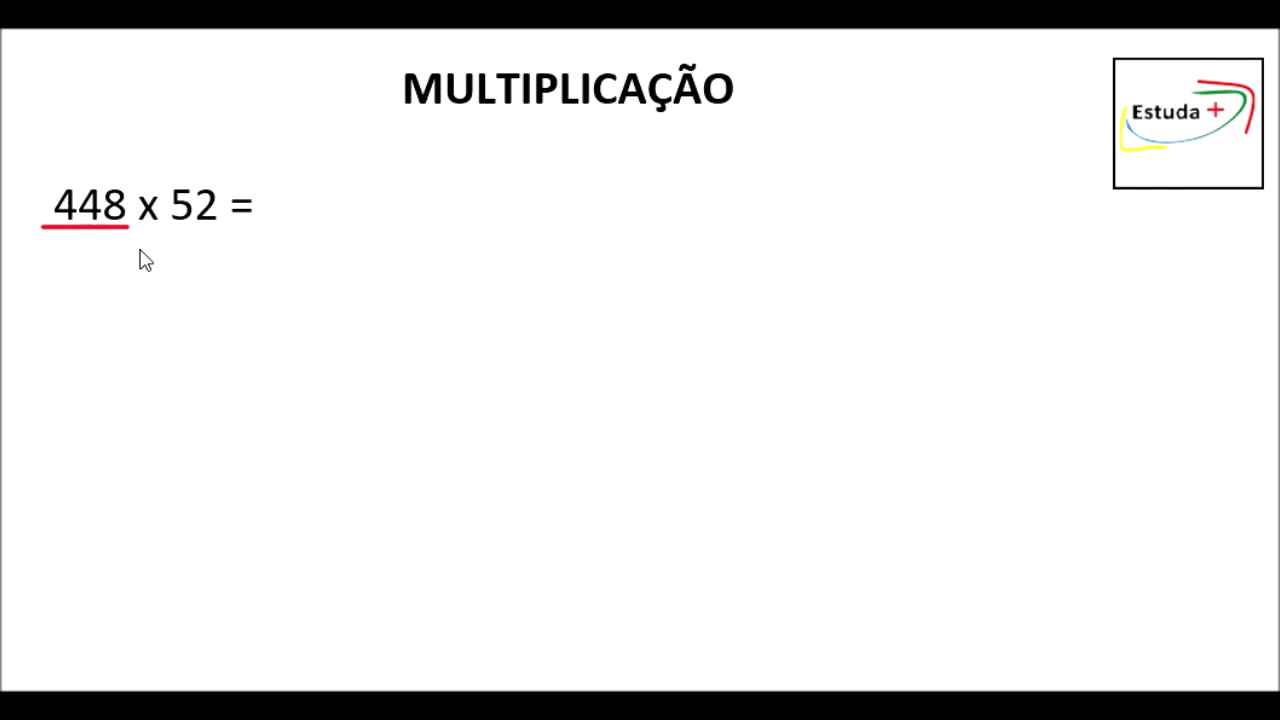 MULTIPLICAÇÃO
Estuda +
448 x 52 =